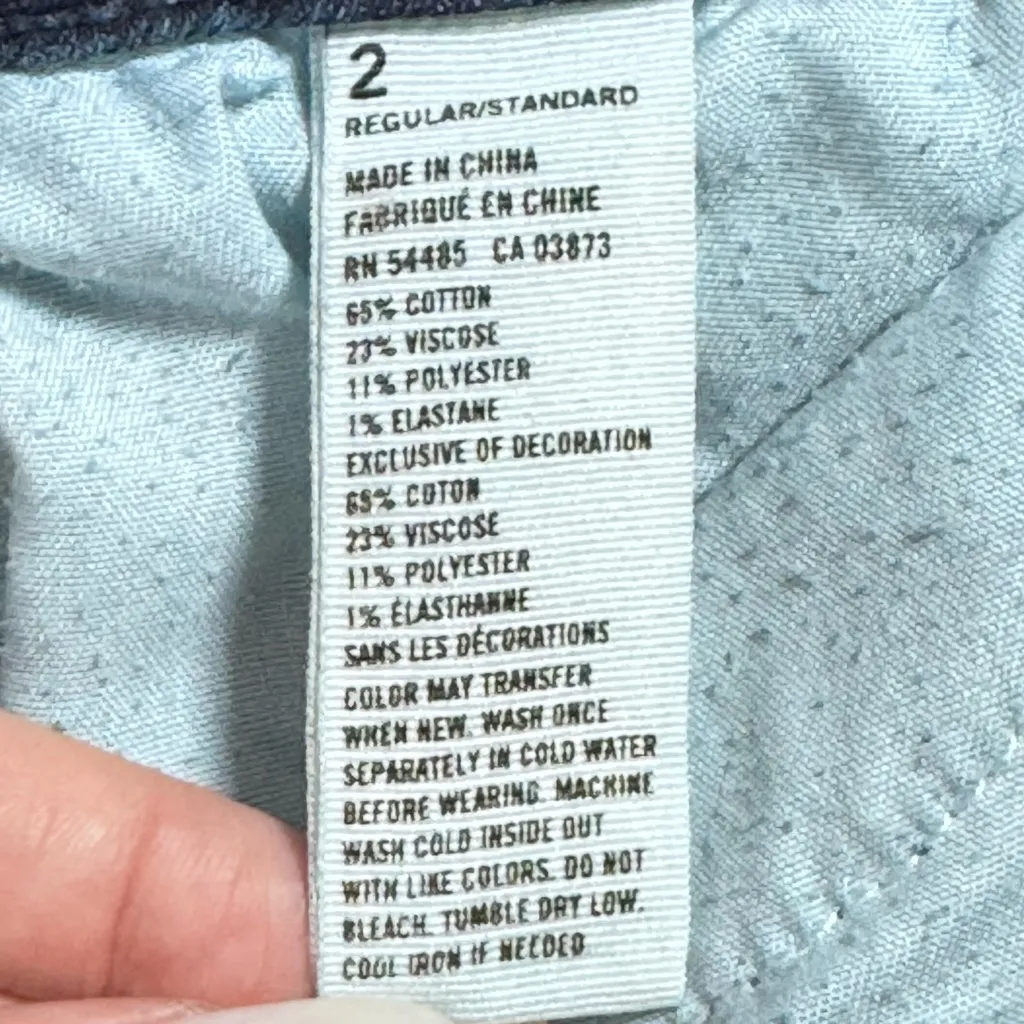 2
REGULAR/STANDARD
MADE IN CHINA
FABRIQUÉ EN CHINE
RN 54485 CA 03873
65% COTTON
23% VISCOSE
11% POLYESTER
1% ELASTANE
EXCLUSIVE OF DECORATION
65% COTON
23% VISCOSE
11% POLYESTER
1% ÉLASTHANNE
SANS LES DÉCORATIONS
COLOR MAY TRANSFER
WHEN NEW. WASH ONCE
SEPARATELY IN COLD WATER
BEFORE WEARING. MACHINE
WASH COLD INSIDE OUT
WITH LIKE COLORS. DO NOT
BLEACH. TUMBLE DRY LOW.
COOL IRON IF NEEDED